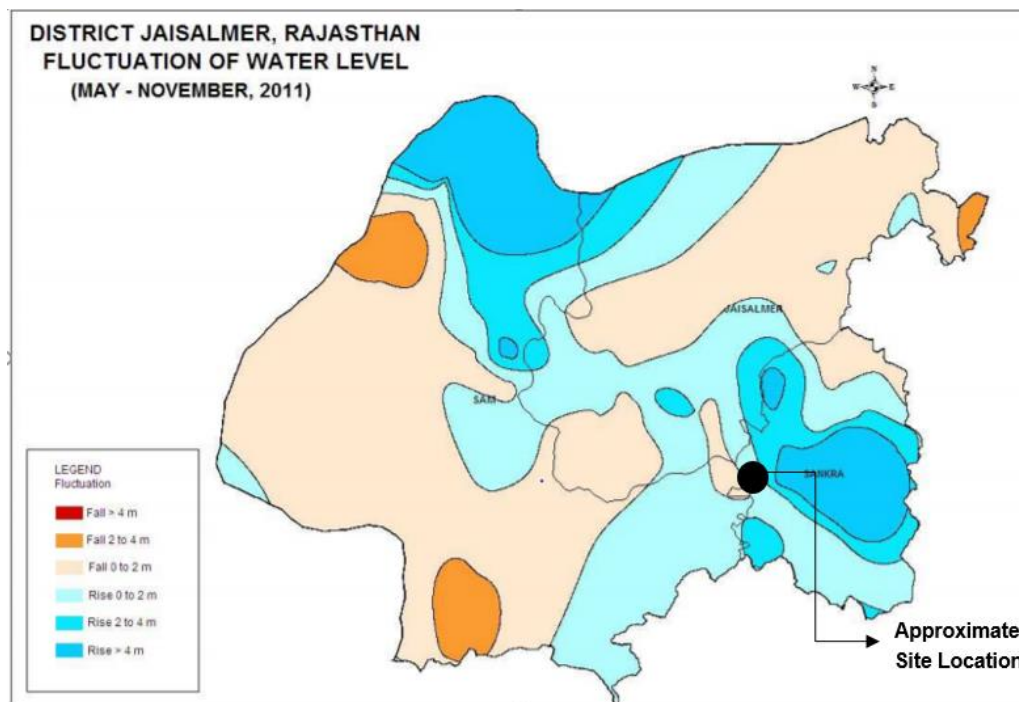 DISTRICT JAISALMER, RAJASTHAN
FLUCTUATION OF WATER LEVEL
(MAY - NOVEMBER, 2011)
N
W E
S
JAISALMER
SAM
SANKRA
LEGEND
Fluctuation
Fall > 4 m
Fall 2 to 4 m
Fall 0 to 2 m
Rise 0 to 2 m
Rise 2 to 4 m
Rise > 4 m
Approximate
Site Location